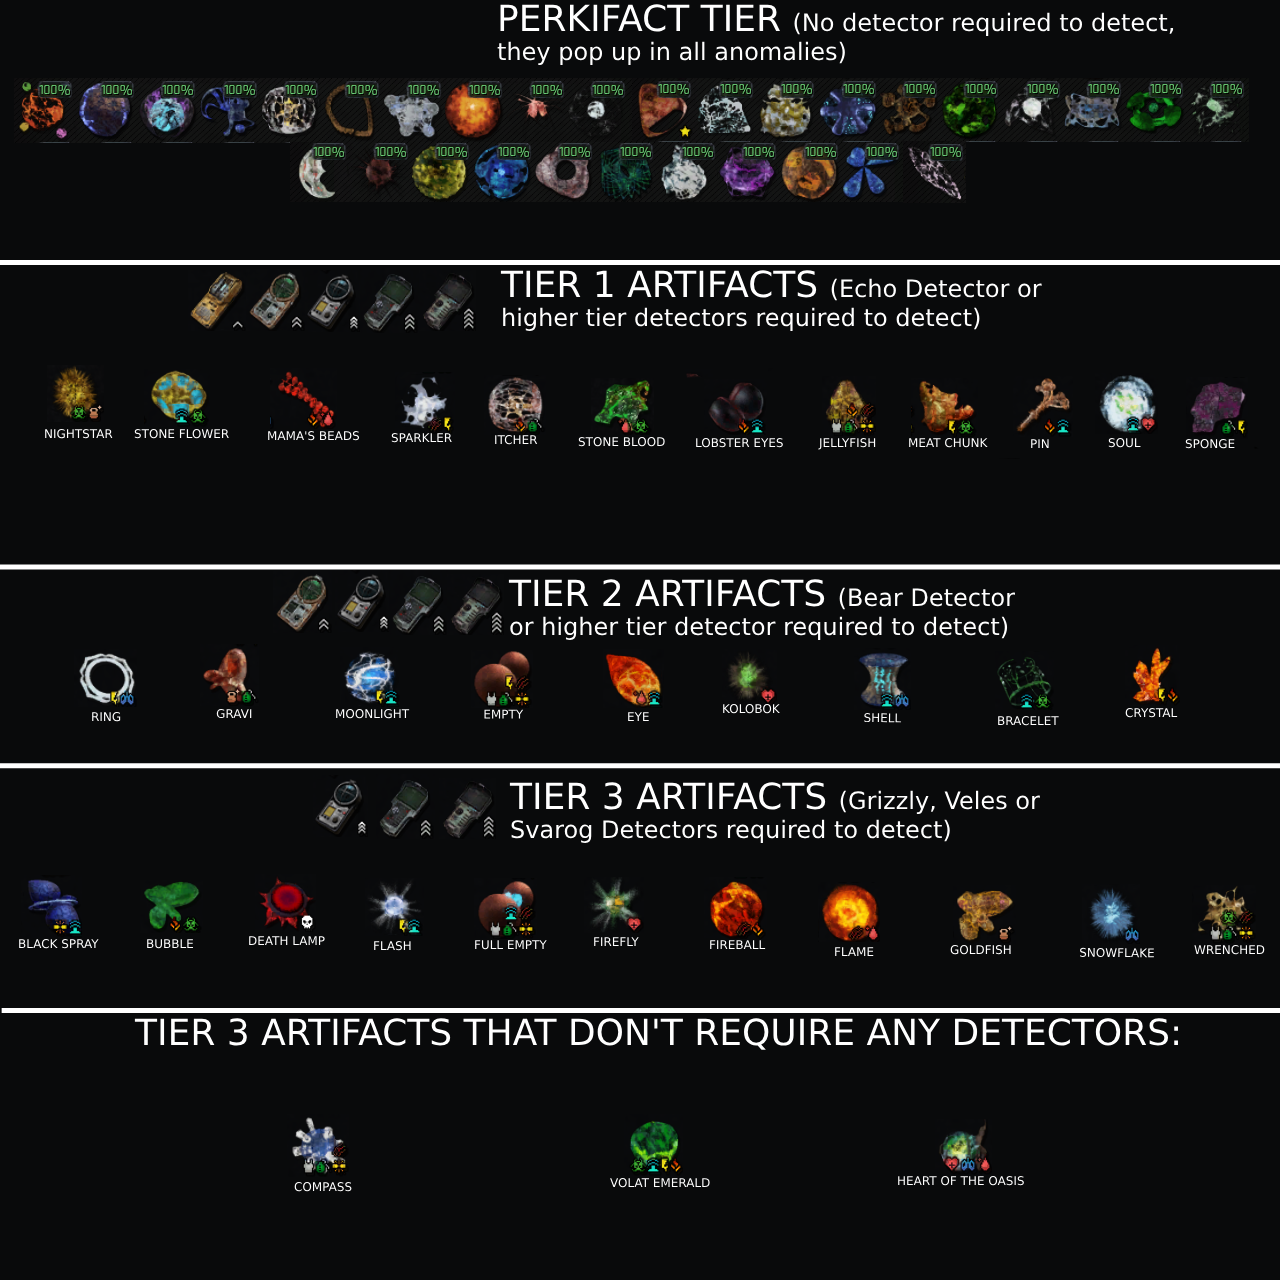 PERKIFACT TIER (No detector required to detect,
they pop up in all anomalies)
100% 100% 100% 100% 100% 100% 100% 100% 100% 100% 100% 100% 100% 100% 100% 100% 100% 100% 100% 100%
100% 100% 100% 100% 100% 100% 100% 100% 100% 100% 100%
TIER 1 ARTIFACTS (Echo Detector or
higher tier detectors required to detect)
NIGHTSTAR STONE FLOWER MAMA'S BEADS SPARKLER ITCHER STONE BLOOD LOBSTER EYES JELLYFISH MEAT CHUNK PIN SOUL SPONGE
TIER 2 ARTIFACTS (Bear Detector
or higher tier detector required to detect)
RING GRAVI MOONLIGHT EMPTY EYE KOLOBOK SHELL BRACELET CRYSTAL
TIER 3 ARTIFACTS (Grizzly, Veles or
Svarog Detectors required to detect)
BLACK SPRAY BUBBLE DEATH LAMP FLASH FULL EMPTY FIREFLY FIREBALL FLAME GOLDFISH SNOWFLAKE WRENCHED
TIER 3 ARTIFACTS THAT DON'T REQUIRE ANY DETECTORS:
COMPASS VOLAT EMERALD HEART OF THE OASIS